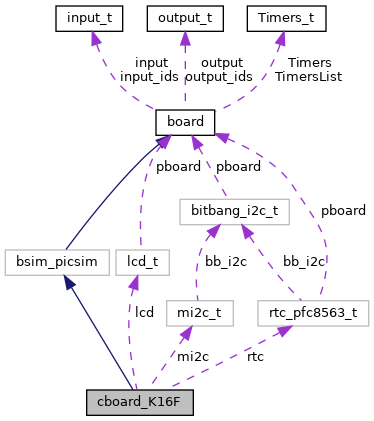 input_t output_t Timers_t
input output Timers
input_ids output_ids TimersList
board
pboard pboard
bitbang_i2c_t pboard
bsim_picsim lcd_t bb_i2c bb_i2c
mi2c_t rtc_pfc8563_t
lcd
mi2c rtc
cboard_K16F